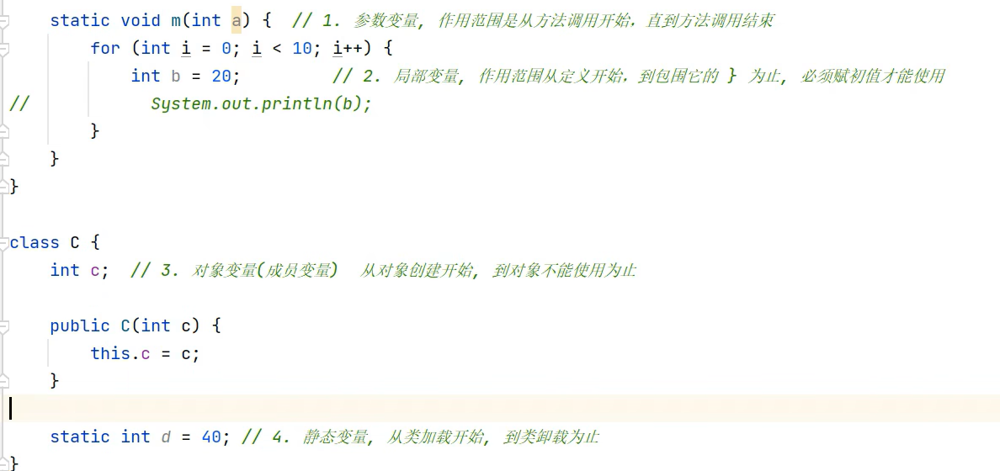 static void m(int a) {  // 1. 参数变量, 作用范围是从方法调用开始，直到方法调用结束
for (int i = 0; i < 10; i++) {
int b = 20;         // 2. 局部变量, 作用范围从定义开始，到包围它的 } 为止, 必须赋初值才能使用
//            System.out.println(b);
}
}
}
class C {
int c;  // 3. 对象变量(成员变量)  从对象创建开始, 到对象不能使用为止
public C(int c) {
this.c = c;
}
static int d = 40; // 4. 静态变量, 从类加载开始, 到类卸载为止
}